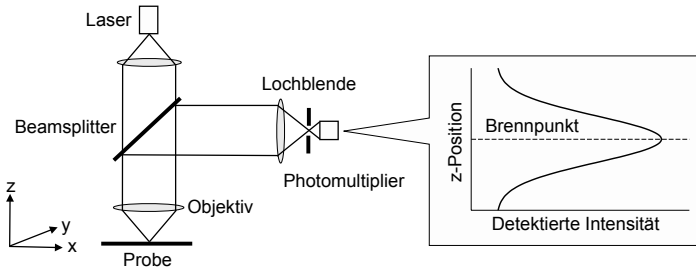 Laser
Lochblende
Beamsplitter
Photomultiplier
Objektiv
Probe
z
y
x
z-Position
Brennpunkt
Detektierte Intensität